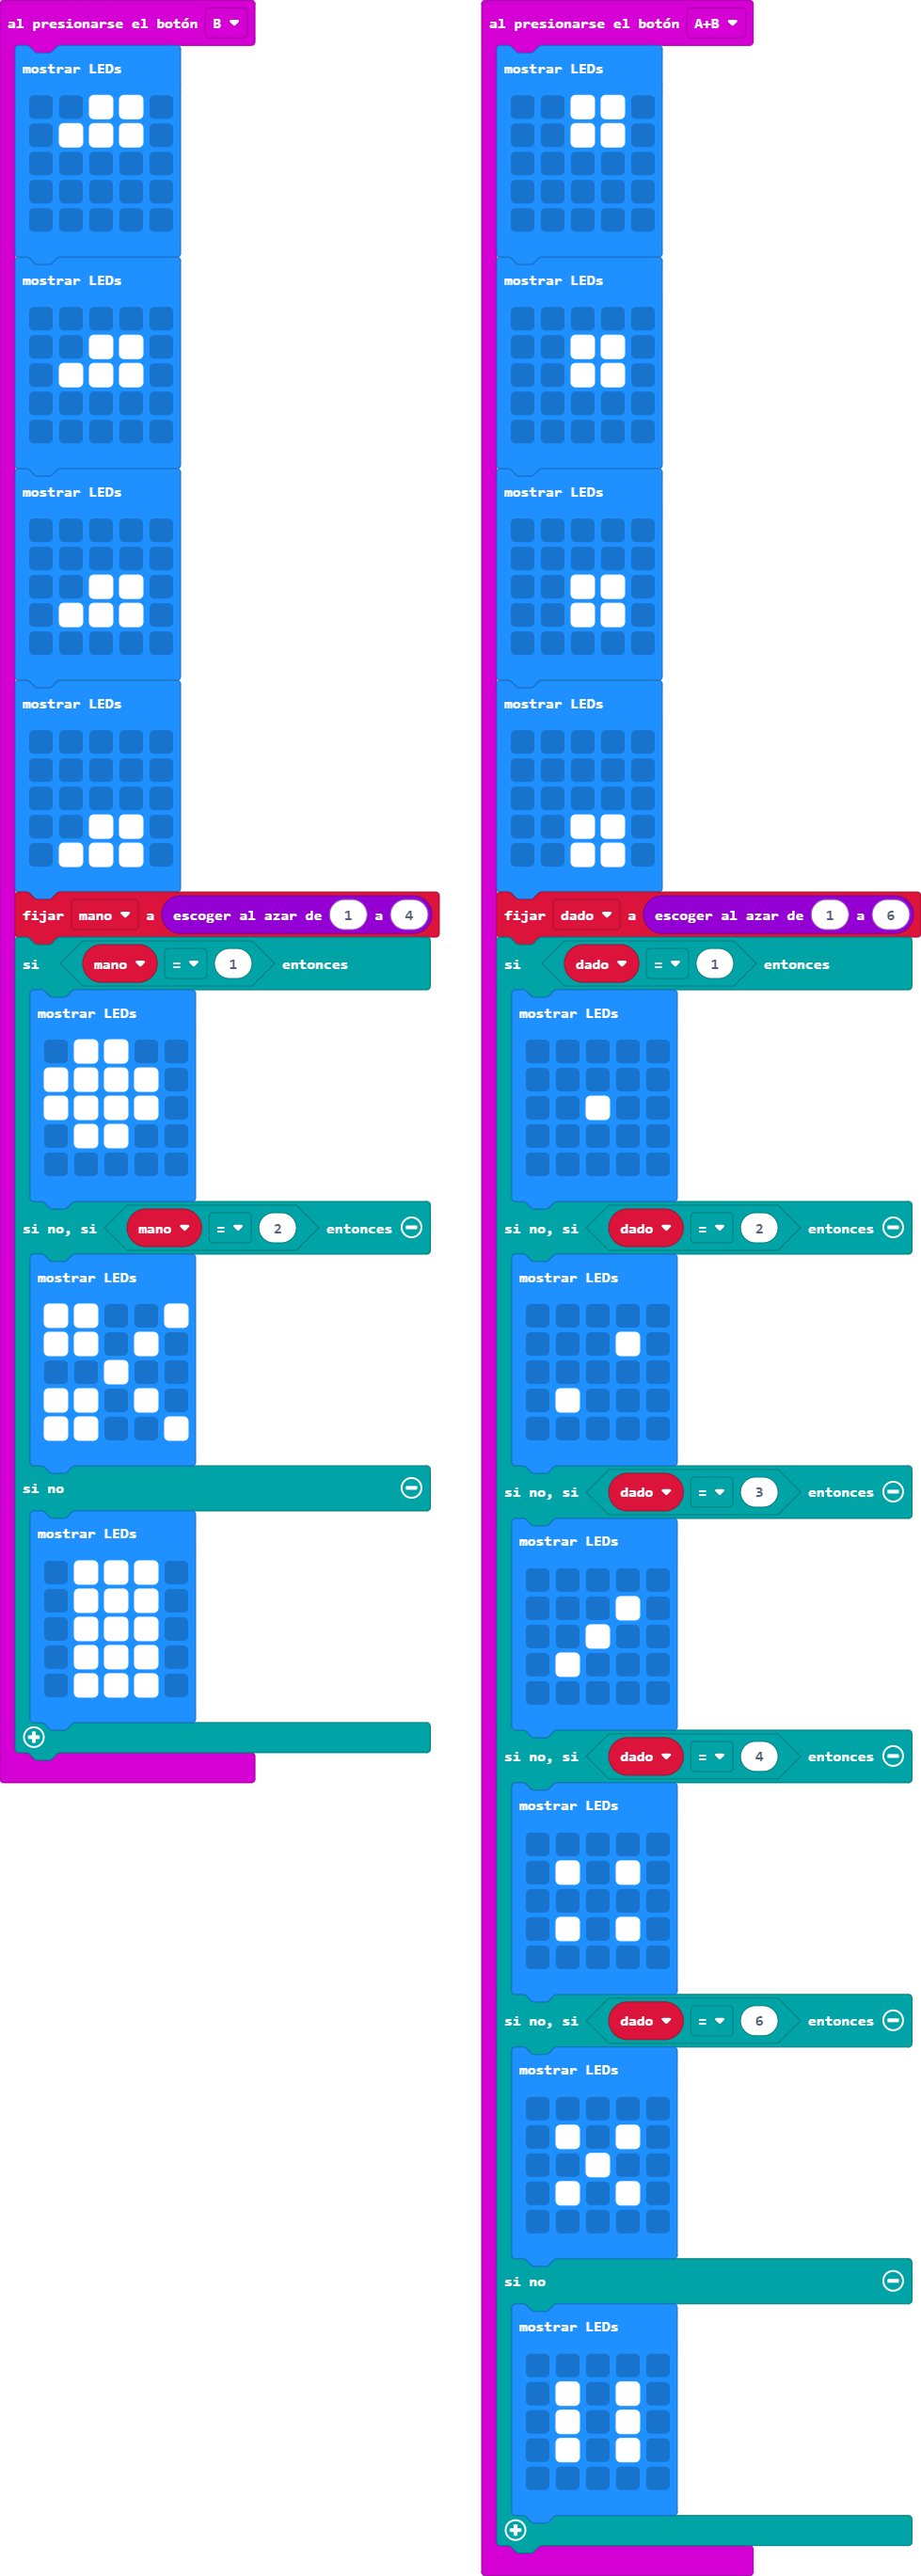 al presionarse el botón B
mostrar LEDs
mostrar LEDs
mostrar LEDs
mostrar LEDs
fijar mano a escoger al azar de 1 a 4
si mano = 1 entonces
mostrar LEDs
si no, si mano = 2 entonces
mostrar LEDs
si no
mostrar LEDs
al presionarse el botón A+B
mostrar LEDs
mostrar LEDs
mostrar LEDs
mostrar LEDs
fijar dado a escoger al azar de 1 a 6
si dado = 1 entonces
mostrar LEDs
si no, si dado = 2 entonces
mostrar LEDs
si no, si dado = 3 entonces
mostrar LEDs
si no, si dado = 4 entonces
mostrar LEDs
si no, si dado = 6 entonces
mostrar LEDs
si no
mostrar LEDs